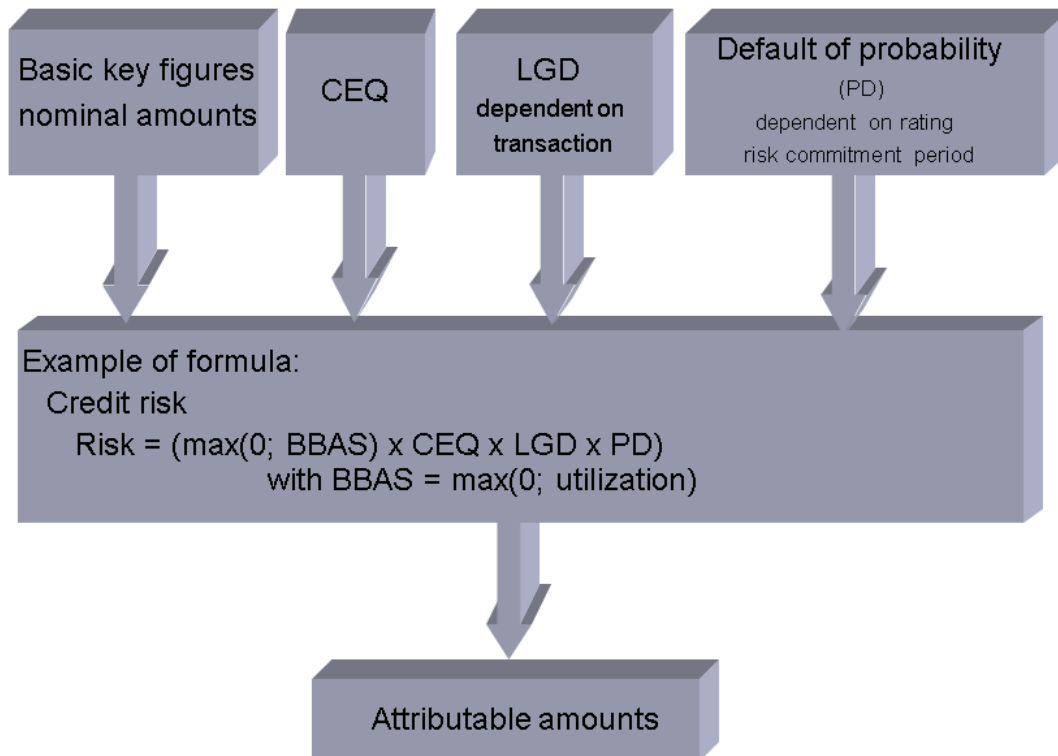 Basic key figures
nominal amounts
CEQ
LGD
dependent on
transaction
Default of probability
(PD)
dependent on rating
risk commitment period
Example of formula:
Credit risk
Risk = (max(0; BBAS) x CEQ x LGD x PD)
with BBAS = max(0; utilization)
Attributable amounts